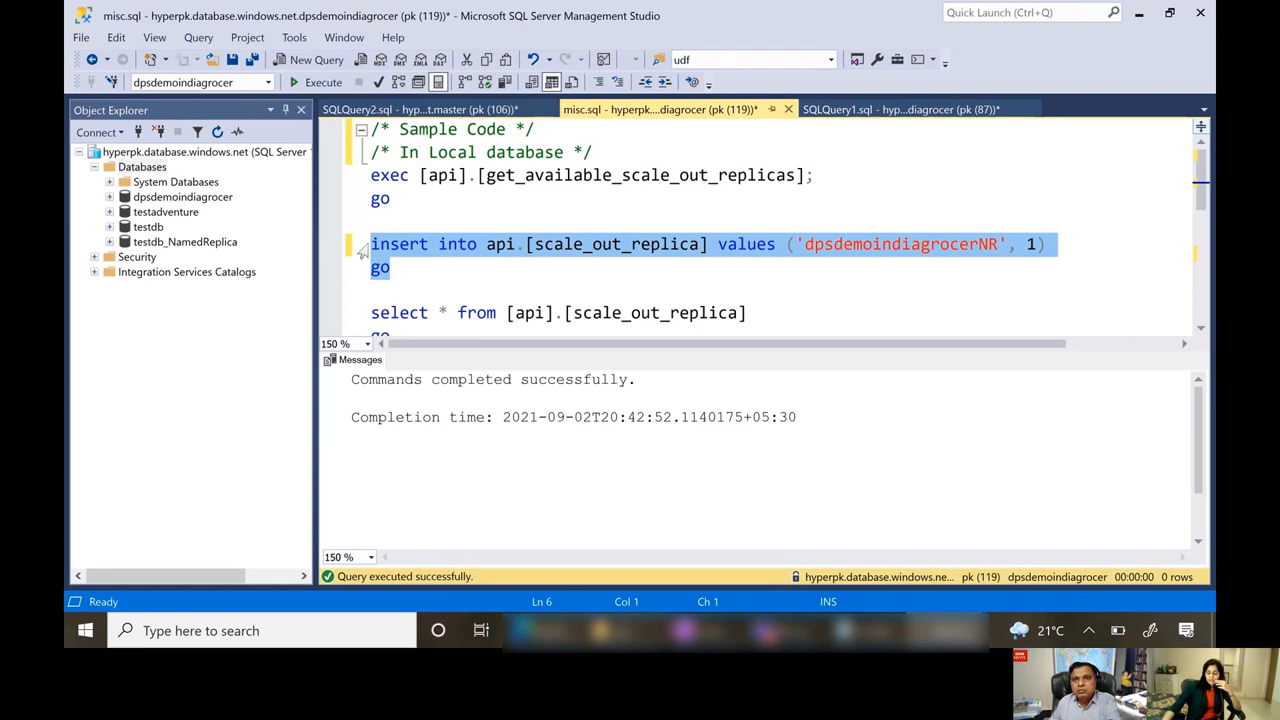 misc.sql - hyperpk.database.windows.net.dpsdemoindiagrocer (pk (119))* - Microsoft SQL Server Management Studio
Quick Launch (Ctrl+Q)
File Edit View Query Project Tools Window Help
New Query
udf
dpsdemoindiagrocer
Execute
Object Explorer
SQLQuery2.sql - hyp...t.master (pk (106))*
misc.sql - hyperpk....diagrocer (pk (119))*
SQLQuery1.sql - hyp...diagrocer (pk (87))*
Connect
hyperpk.database.windows.net (SQL Server
Databases
System Databases
dpsdemoindiagrocer
testadventure
testdb
testdb_NamedReplica
Security
Integration Services Catalogs
/* Sample Code */
/* In Local database */
exec [api].[get_available_scale_out_replicas];
go
insert into api.[scale_out_replica] values ('dpsdemoindiagrocerNR', 1)
go
select * from [api].[scale_out_replica]
go
150 %
Messages
Commands completed successfully.
Completion time: 2021-09-02T20:42:52.1140175+05:30
150 %
Query executed successfully.
hyperpk.database.windows.ne...
pk (119)
dpsdemoindiagrocer
00:00:00
0 rows
Ready
Ln 6
Col 1
Ch 1
INS
Type here to search
21°C
NEWS